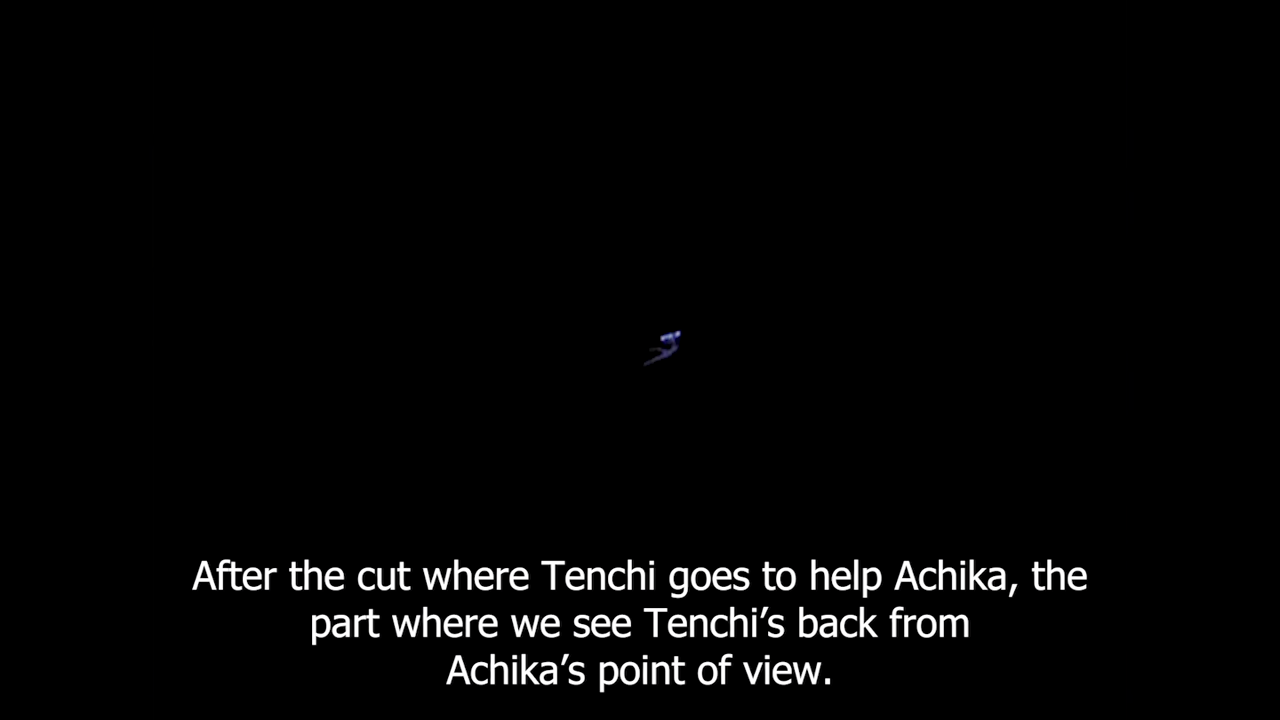 After the cut where Tenchi goes to help Achika, the
part where we see Tenchi’s back from
Achika’s point of view.